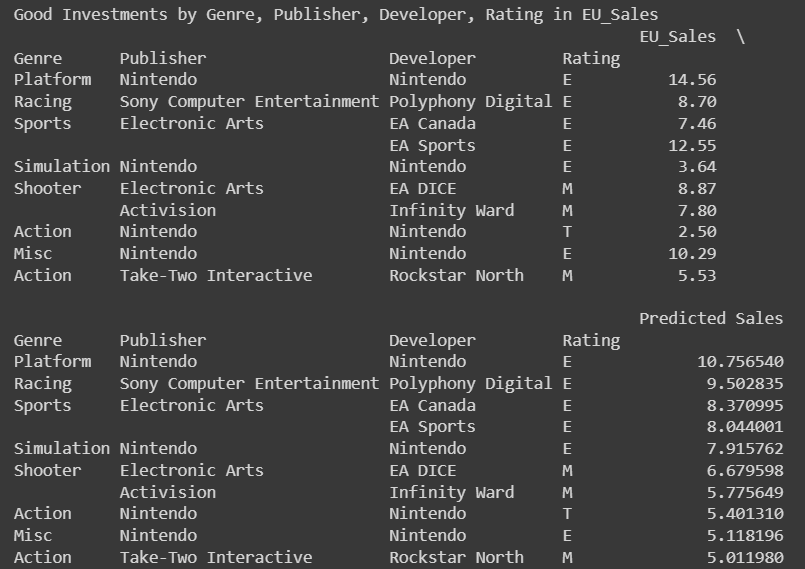 Good Investments by Genre, Publisher, Developer, Rating in EU_Sales
EU_Sales \
Genre Publisher Developer Rating
Platform Nintendo Nintendo E 14.56
Racing Sony Computer Entertainment Polyphony Digital E 8.70
Sports Electronic Arts EA Canada E 7.46
EA Sports E 12.55
Simulation Nintendo Nintendo E 3.64
Shooter Electronic Arts EA DICE M 8.87
Activision Infinity Ward M 7.80
Action Nintendo Nintendo T 2.50
Misc Nintendo Nintendo E 10.29
Action Take-Two Interactive Rockstar North M 5.53
Predicted Sales
Genre Publisher Developer Rating
Platform Nintendo Nintendo E 10.756540
Racing Sony Computer Entertainment Polyphony Digital E 9.502835
Sports Electronic Arts EA Canada E 8.370995
EA Sports E 8.044001
Simulation Nintendo Nintendo E 7.915762
Shooter Electronic Arts EA DICE M 6.679598
Activision Infinity Ward M 5.775649
Action Nintendo Nintendo T 5.401310
Misc Nintendo Nintendo E 5.118196
Action Take-Two Interactive Rockstar North M 5.011980